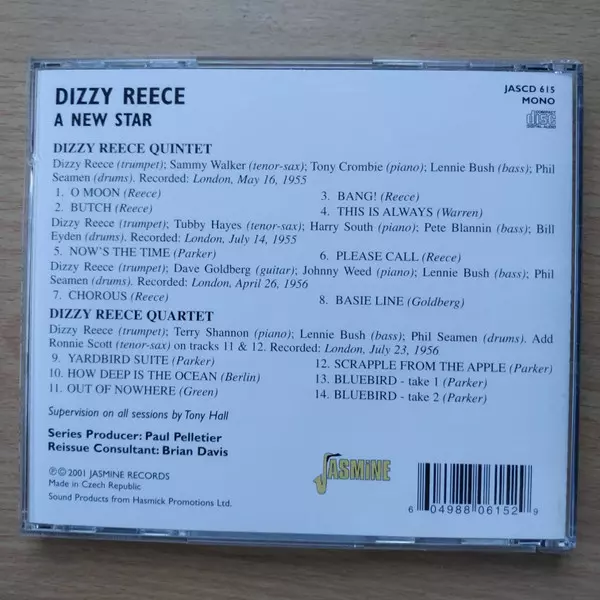 DIZZY REECE
A NEW STAR
JASCD 615
MONO
COMPACT
disc
DIGITAL AUDIO
DIZZY REECE QUINTET
Dizzy Reece (trumpet); Sammy Walker (tenor-sax); Tony Crombie (piano); Lennie Bush (bass); Phil
Seamen (drums). Recorded: London, May 16, 1955
1. O MOON (Reece)
2. BUTCH (Reece)
3. BANG! (Reece)
4. THIS IS ALWAYS (Warren)
Dizzy Reece (trumpet); Tubby Hayes (tenor-sax); Harry South (piano); Pete Blannin (bass); Bill
Eyden (drums). Recorded: London, July 14, 1955
5. NOW'S THE TIME (Parker)
6. PLEASE CALL (Reece)
Dizzy Reece (trumpet); Dave Goldberg (guitar); Johnny Weed (piano); Lennie Bush (bass); Phil
Seamen (drums). Recorded: London, April 26, 1956
7. CHOROUS (Reece)
8. BASIE LINE (Goldberg)
DIZZY REECE QUARTET
Dizzy Reece (trumpet); Terry Shannon (piano); Lennie Bush (bass); Phil Seamen (drums). Add
Ronnie Scott (tenor-sax) on tracks 11 & 12. Recorded: London, July 23, 1956
9. YARDBIRD SUITE (Parker)
10. HOW DEEP IS THE OCEAN (Berlin)
11. OUT OF NOWHERE (Green)
12. SCRAPPLE FROM THE APPLE (Parker)
13. BLUEBIRD - take 1 (Parker)
14. BLUEBIRD - take 2 (Parker)
Supervision on all sessions by Tony Hall
Series Producer: Paul Pelletier
Reissue Consultant: Brian Davis
℗© 2001 JASMINE RECORDS
Made in Czech Republic
Sound Products from Hasmick Promotions Ltd.
JASMiNE
6 04988 06152 9